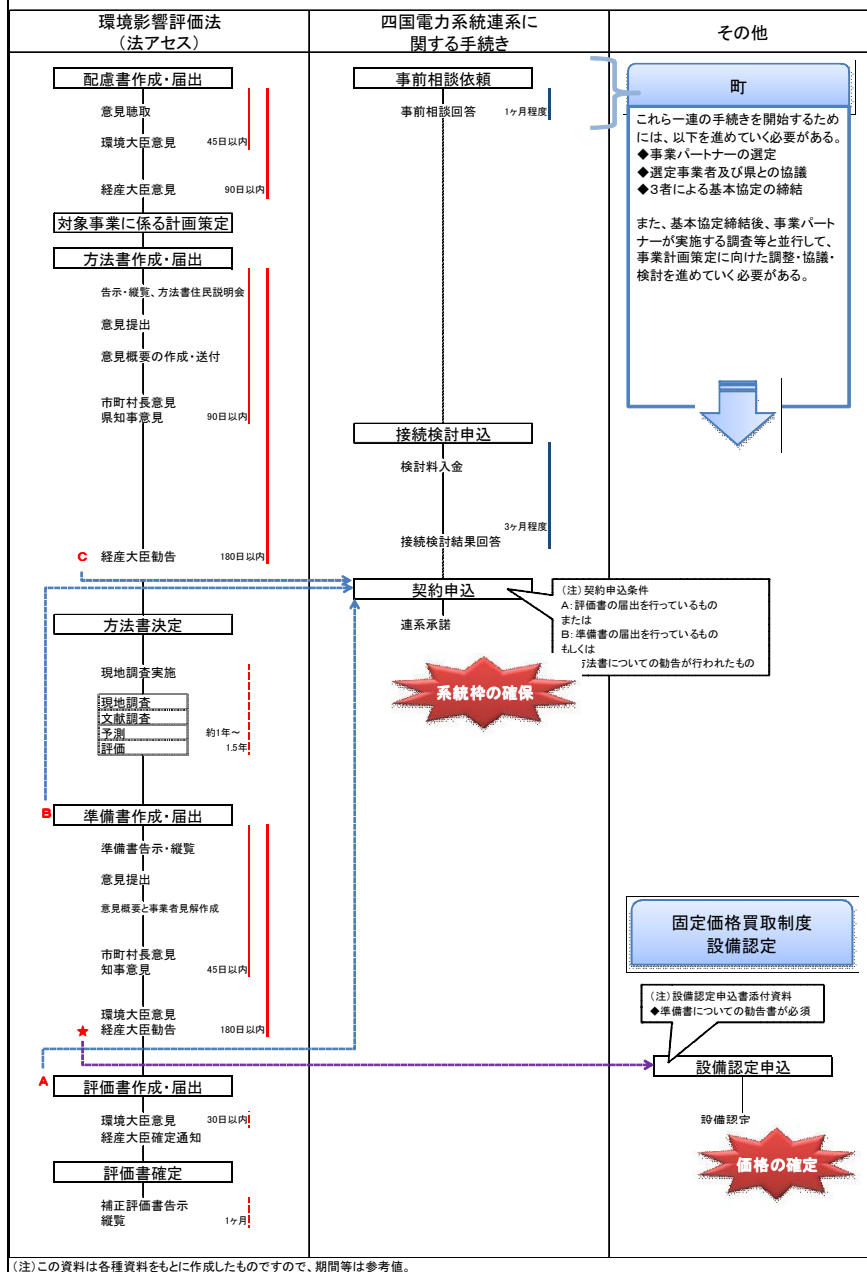 環境影響評価法
(法アセス)
四国電力系統連系に
関する手続き
その他
配慮書作成・届出
意見聴取
環境大臣意見 45日以内
経産大臣意見 90日以内
対象事業に係る計画策定
方法書作成・届出
告示・縦覧、方法書住民説明会
意見提出
意見概要の作成・送付
市町村長意見
県知事意見 90日以内
C 経産大臣勧告 180日以内
方法書決定
現地調査実施
現地調査
文献調査
予測 約1年～
評価 1.5年
B
準備書作成・届出
準備書告示・縦覧
意見提出
意見概要と事業者見解作成
市町村長意見
知事意見 45日以内
環境大臣意見
★ 経産大臣勧告 180日以内
A
評価書作成・届出
環境大臣意見 30日以内
経産大臣確定通知
評価書確定
補正評価書告示
縦覧 1ヶ月
事前相談依頼
事前相談回答 1ヶ月程度
接続検討申込
検討料入金
3ヶ月程度
接続検討結果回答
契約申込
連系承諾
系統枠の確保
(注)契約申込条件
A:評価書の届出を行っているもの
または
B:準備書の届出を行っているもの
もしくは
方法書についての勧告が行われたもの
町
これら一連の手続きを開始するため
には、以下を進めていく必要がある。
◆事業パートナーの選定
◆選定事業者及び県との協議
◆3者による基本協定の締結
また、基本協定締結後、事業パート
ナーが実施する調査等と並行して、
事業計画策定に向けた調整・協議・
検討を進めていく必要がある。
固定価格買取制度
設備認定
(注)設備認定申込書添付資料
◆準備書についての勧告書が必須
設備認定申込
設備認定
価格の確定
(注)この資料は各種資料をもとに作成したものですので、期間等は参考値。